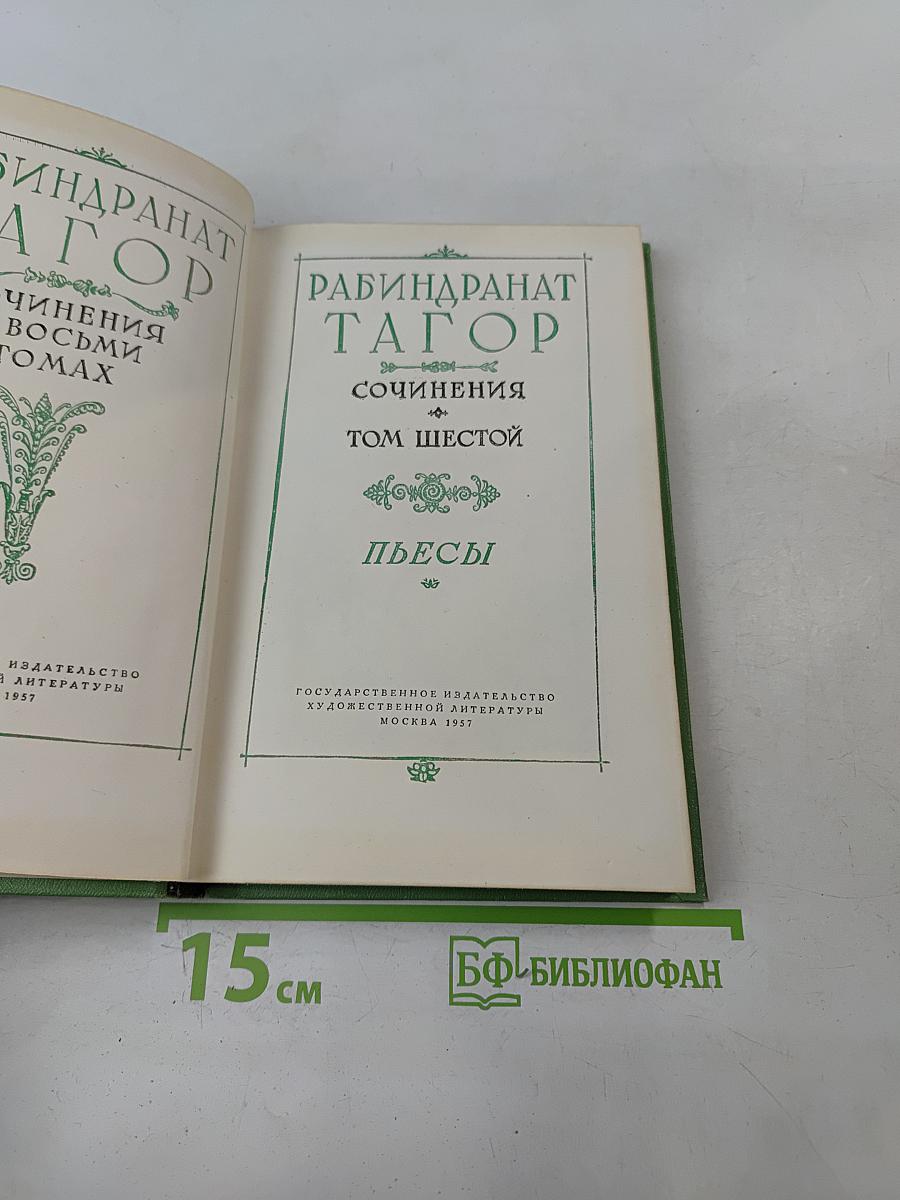 БИНДРАНАТ
АГОР
ЧИНЕНИЯ
ВОСЬМИ
ТОМАХ
ИЗДАТЕЛЬСТВО
ЛИТЕРАТУРЫ
1957
РАБИНДРАНАТ
ТАГОР
СОЧИНЕНИЯ
ТОМ ШЕСТОЙ
ПЬЕСЫ
ГОСУДАРСТВЕННОЕ ИЗДАТЕЛЬСТВО
ХУДОЖЕСТВЕННОЙ ЛИТЕРАТУРЫ
МОСКВА 1957
15 см
БФ БИБЛИОФАН